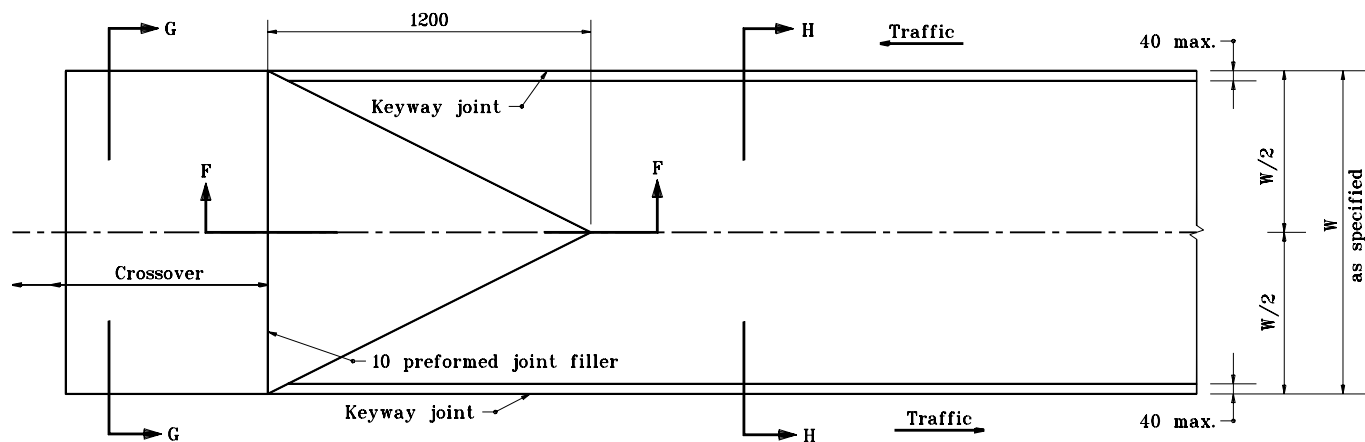 G
1200
H
Traffic
40 max.
Keyway joint
F
F
W/2
W
as specified
Crossover
W/2
10 preformed joint filler
Keyway joint
Traffic
40 max.
G
H